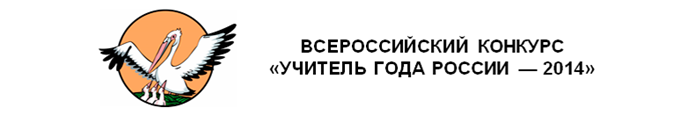 ВСЕРОССИЙСКИЙ КОНКУРС
«УЧИТЕЛЬ ГОДА РОССИИ — 2014»